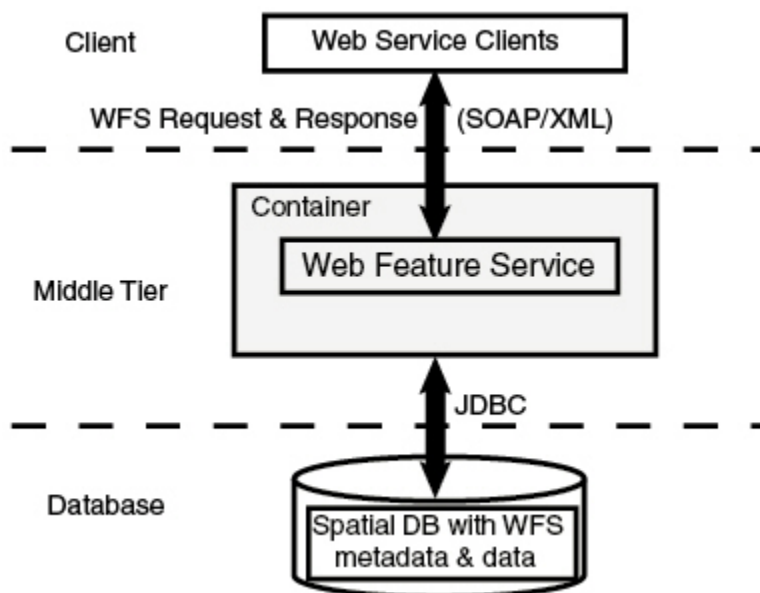 Client
Web Service Clients
WFS Request & Response (SOAP/XML)
Container
Web Feature Service
Middle Tier
JDBC
Database
Spatial DB with WFS
metadata & data